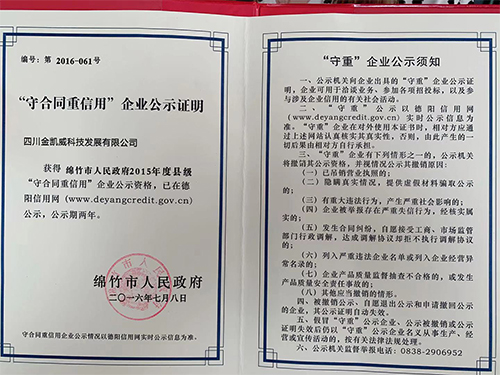 编号：第 2016-061号
“守合同重信用”企业公示证明
四川金凯威科技发展有限公司
获得 绵竹市人民政府2015年度县级
“守合同重信用”企业公示资格，已在德
阳信用网（www.deyangcredit.gov.cn）
公示，公示期两年。
绵竹市人民政府
二〇一六年七月八日
守合同重信用企业公示情况以德阳信用网实时公示信息为准。
“守重”企业公示须知
一、公示机关向企业出具的“守重”企业公示证
明，企业可用于洽谈业务、参加各项招投标，以及参
与涉及企业信用的有关社会活动。
二、“守重”公示以德阳信用网
（www.deyangcredit.gov.cn）实时公示信息为
准。“守重”企业在对外使用本证书时，相对方应通
过上述网站认真核实其真实性，否则，由此产生的一
切后果由相对方自行承担。
三、“守重”企业有下列情形之一的，公示机关
将撤销其公示资格，并视情况公示其撤销原因：
（一）已吊销营业执照的；
（二）隐瞒真实情况，提供虚假材料骗取公示
的；
（三）有重大违法行为，产生严重社会影响的；
（四）企业被举报存在严重失信行为，经核实属
实的；
（五）发生合同纠纷，自愿接受工商、市场监管
部门行政调解，达成调解协议却拒不执行调解协议
的；
（六）列入严重违法企业名单或列入企业经营异
常名录的；
（七）企业产品质量监督抽查不合格的，或发生
产品质量安全责任事故的；
（八）其他应当撤销的情形。
四、被撤销公示、自愿退出公示和申请撤回公示
的企业，其公示证明自动失效。
五、假冒“守重”公示企业、公示被撤销或公示
证明失效后仍以“守重”公示企业名义从事生产、经
营或宣传活动的，按有关法律法规处理。
六、公示机关监督举报电话：0838-2906952